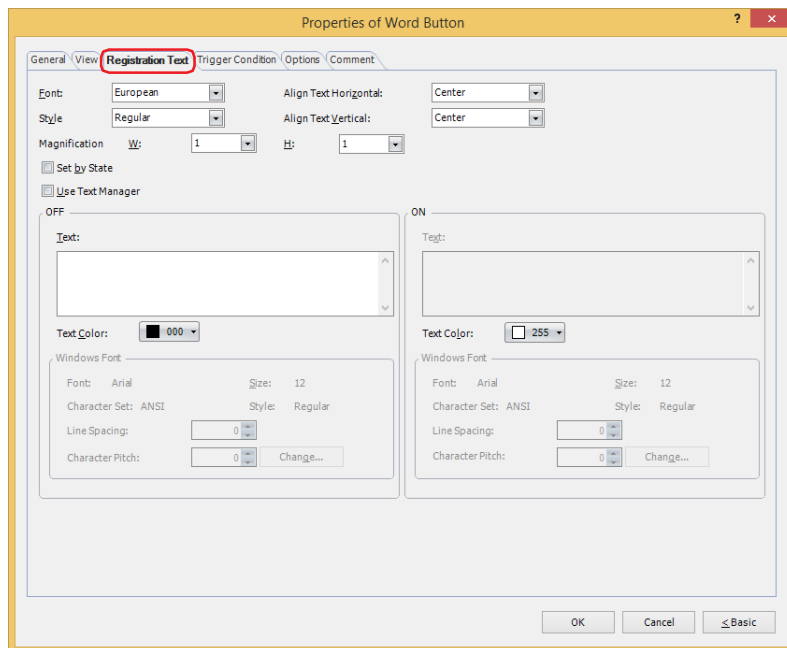 Properties of Word Button ? ×
General View Registration Text Trigger Condition Options Comment
Font: European Align Text Horizontal: Center
Style Regular Align Text Vertical: Center
Magnification W: 1 H: 1
Set by State
Use Text Manager
OFF
Text:
Text Color: 000
Windows Font
Font: Arial Size: 12
Character Set: ANSI Style: Regular
Line Spacing: 0
Character Pitch: 0 Change...
ON
Text:
Text Color: 255
Windows Font
Font: Arial Size: 12
Character Set: ANSI Style: Regular
Line Spacing: 0
Character Pitch: 0 Change...
OK Cancel < Basic